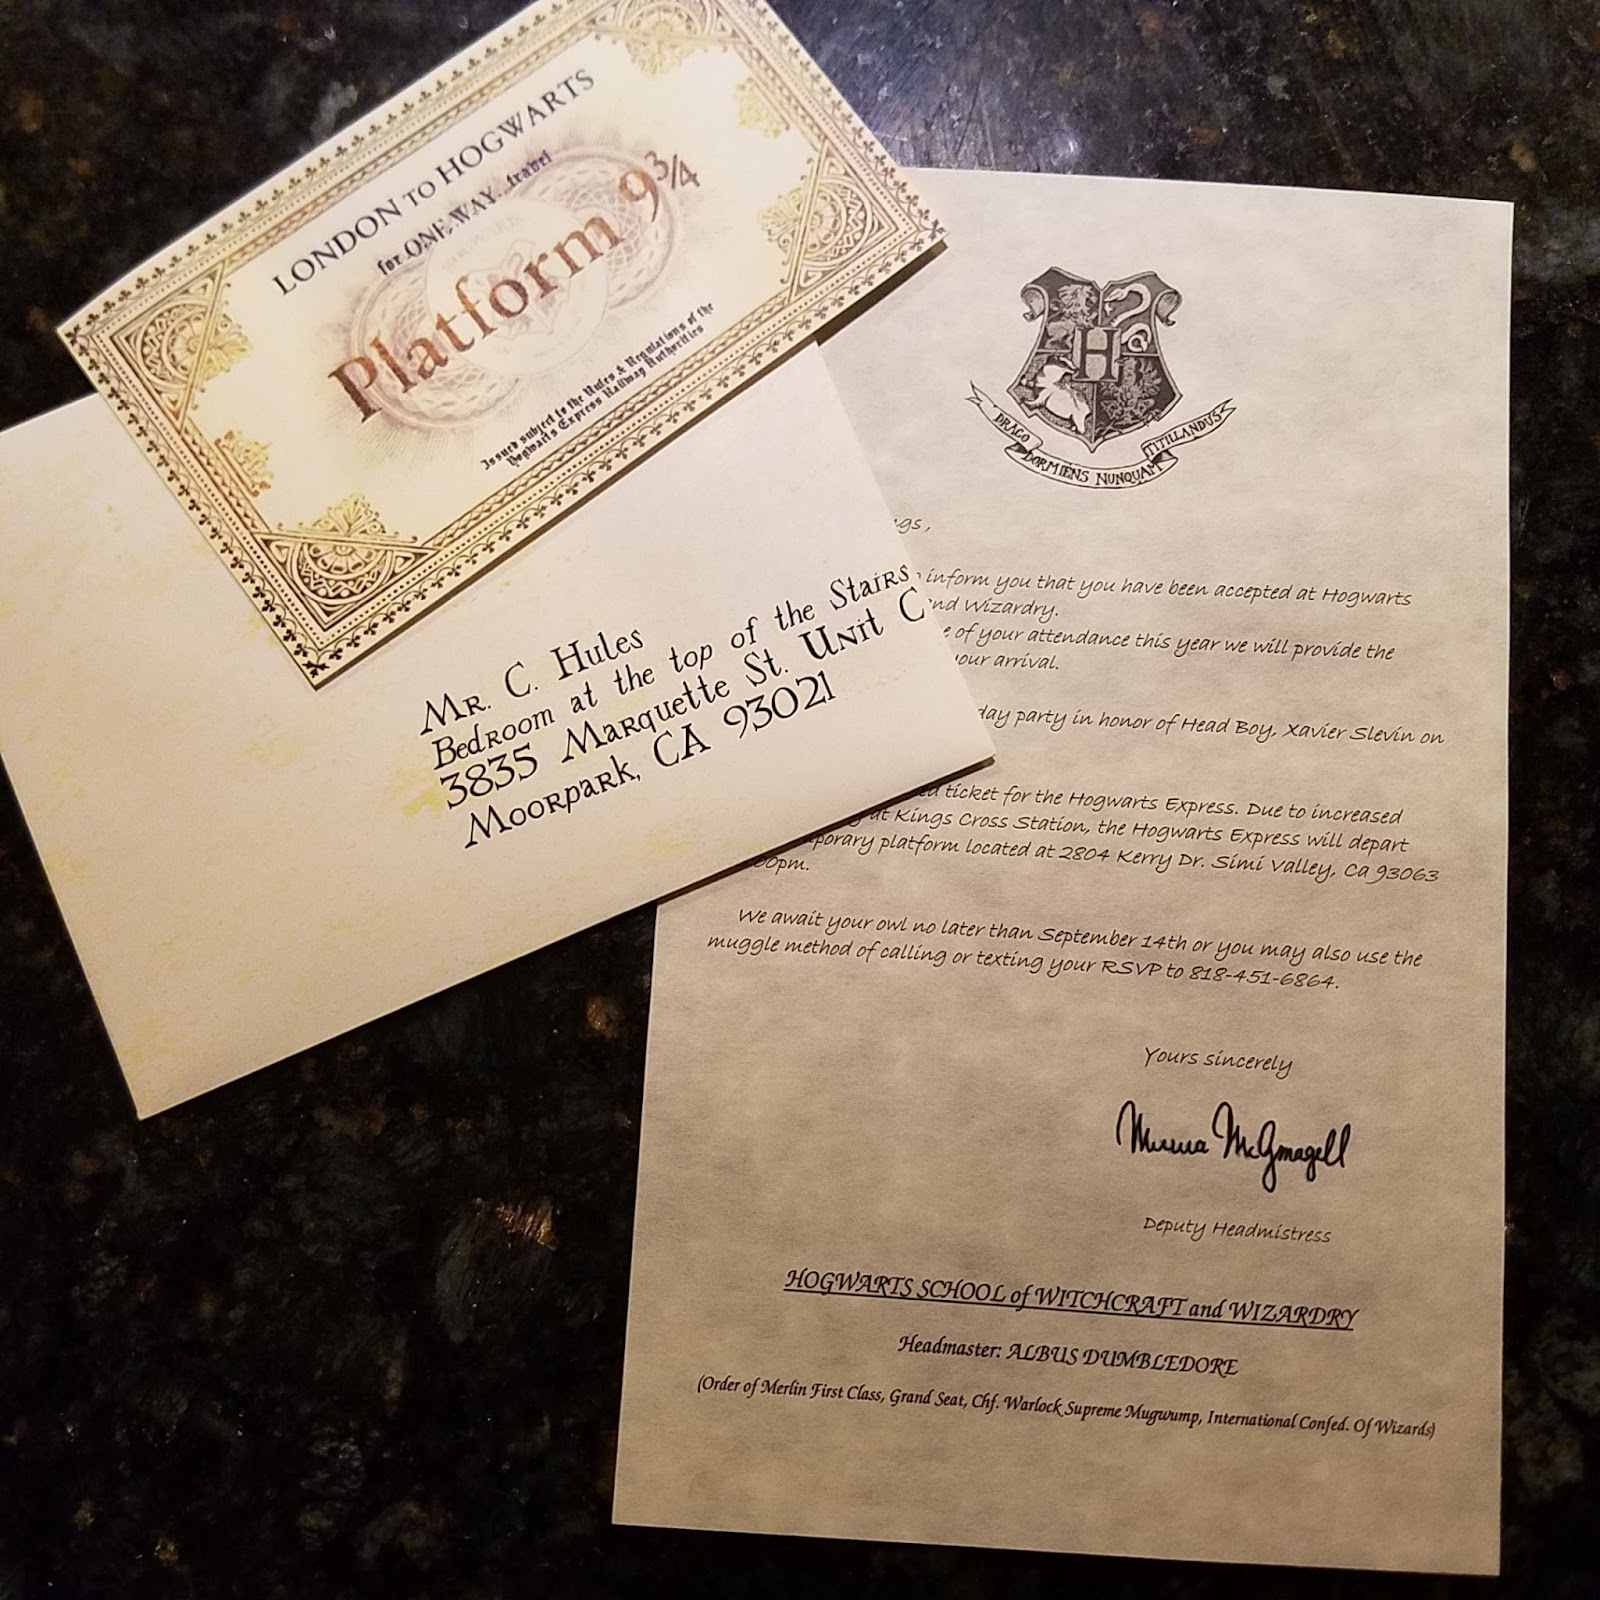 LONDON TO HOGWARTS
for ONE WAY...travel
Platform 9¾
Issued subject to the Rules & Regulations of the
Hogwarts Express Railway Authorities
Mr. C. Hules
Bedroom at the top of the Stairs
3835 Marquette St. Unit C
Moorpark, CA 93021
H
DRACO DORMIENS NUNQUAM TITILLANDUS
inform you that you have been accepted at Hogwarts
Wizardry.
of your attendance this year we will provide the
your arrival.
party in honor of Head Boy, Xavier Slevin on
ticket for the Hogwarts Express. Due to increased
at Kings Cross Station, the Hogwarts Express will depart
platform located at 2804 Kerry Dr. Simi Valley, Ca 93063
We await your owl no later than September 14th or you may also use the
muggle method of calling or texting your RSVP to 818-451-6864.
Yours sincerely
Deputy Headmistress
HOGWARTS SCHOOL of WITCHCRAFT and WIZARDRY
Headmaster: ALBUS DUMBLEDORE
(Order of Merlin First Class, Grand Seat, Chf. Warlock Supreme Mugwump, International Confed. Of Wizards)